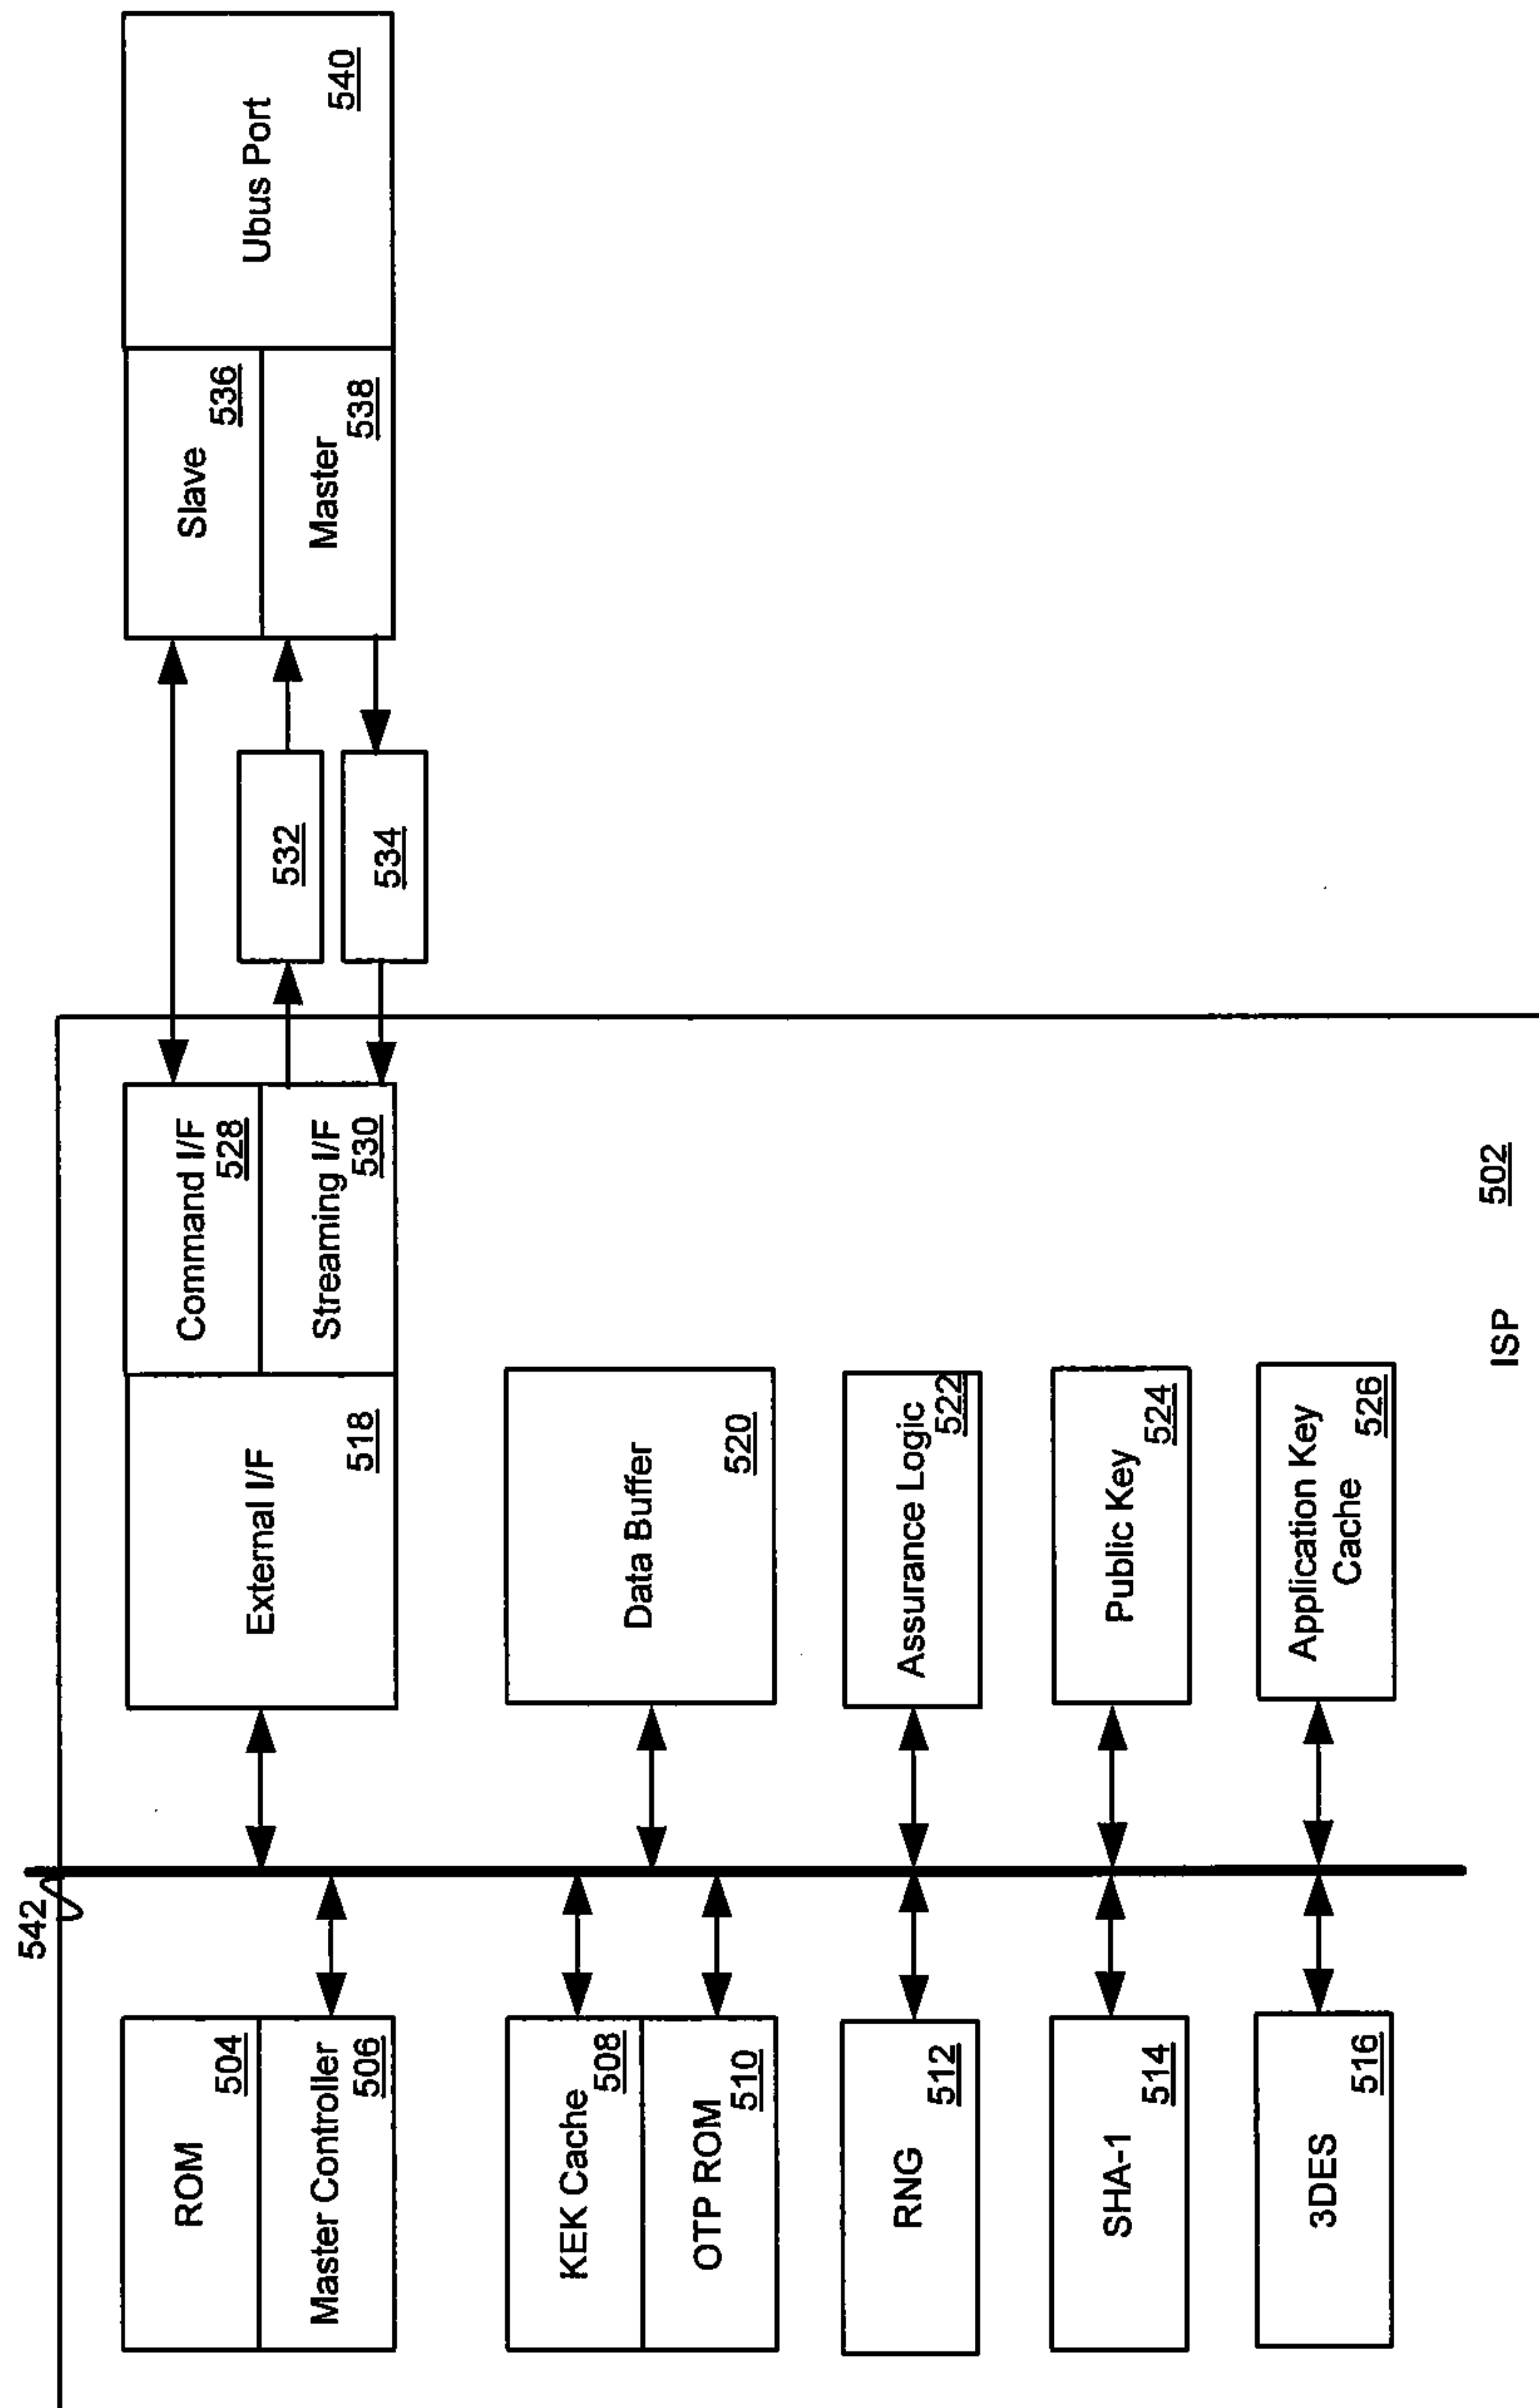 542
ROM
504
Master Controller
506
KEK Cache
508
OTP ROM
510
RNG
512
SHA-1
514
3DES
516
External I/F
518
Command I/F
528
Streaming I/F
530
Data Buffer
520
Assurance Logic
522
Public Key
524
Application Key
Cache
526
532
534
Slave
536
Master
538
Ubus Port
540
ISP
502